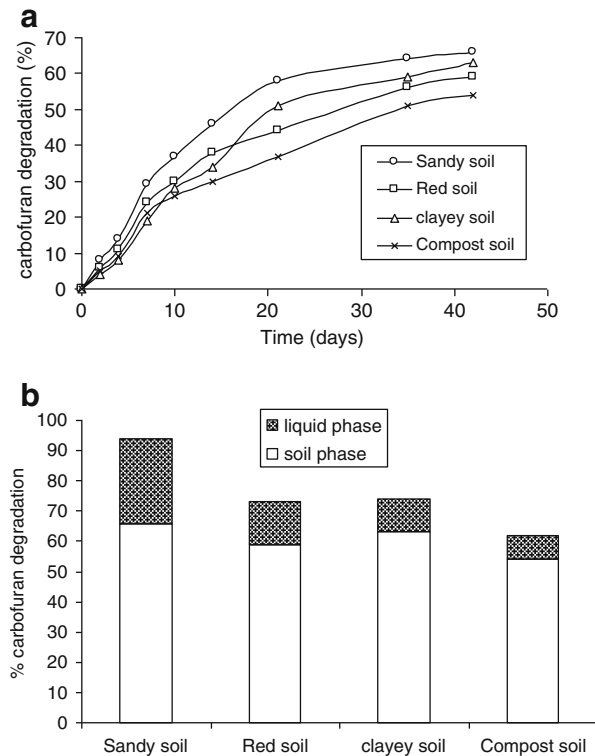 a
carbofuran degradation (%)
70
60
50
40
30
20
10
0
Sandy soil
Red soil
clayey soil
Compost soil
0 10 20 30 40 50
Time (days)
b
% carbofuran degradation
100
90
80
70
60
50
40
30
20
10
0
liquid phase
soil phase
Sandy soil Red soil clayey soil Compost soil